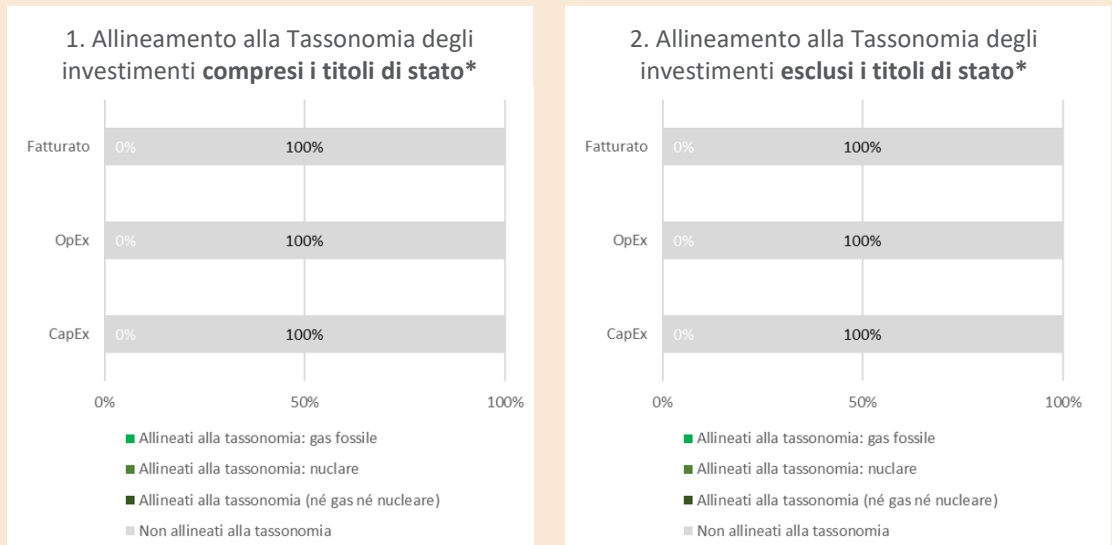 1. Allineamento alla Tassonomia degli
investimenti compresi i titoli di stato*
Fatturato 0% 100%
OpEx 0% 100%
CapEx 0% 100%
0% 50% 100%
Allineati alla tassonomia: gas fossile
Allineati alla tassonomia: nuclare
Allineati alla tassonomia (né gas né nucleare)
Non allineati alla tassonomia
2. Allineamento alla Tassonomia degli
investimenti esclusi i titoli di stato*
Fatturato 0% 100%
OpEx 0% 100%
CapEx 0% 100%
0% 50% 100%
Allineati alla tassonomia: gas fossile
Allineati alla tassonomia: nuclare
Allineati alla tassonomia (né gas né nucleare)
Non allineati alla tassonomia